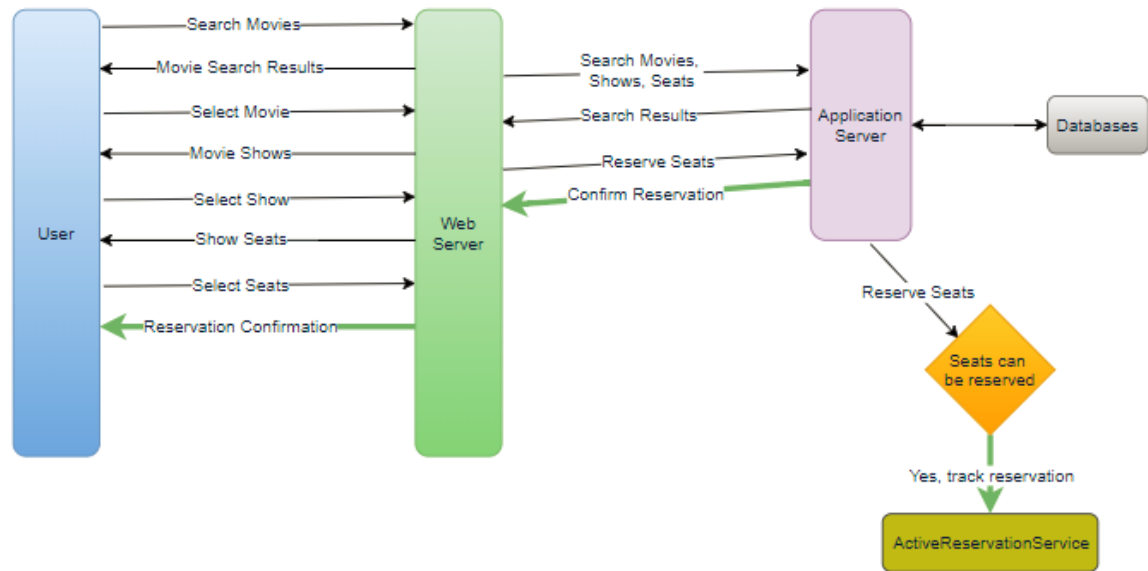 Search Movies
Movie Search Results
Select Movie
Movie Shows
Select Show
Show Seats
Select Seats
Reservation Confirmation
User
Web
Server
Search Movies,
Shows, Seats
Search Results
Reserve Seats
Confirm Reservation
Application
Server
Databases
Reserve Seats
Seats can
be reserved
Yes, track reservation
ActiveReservationService